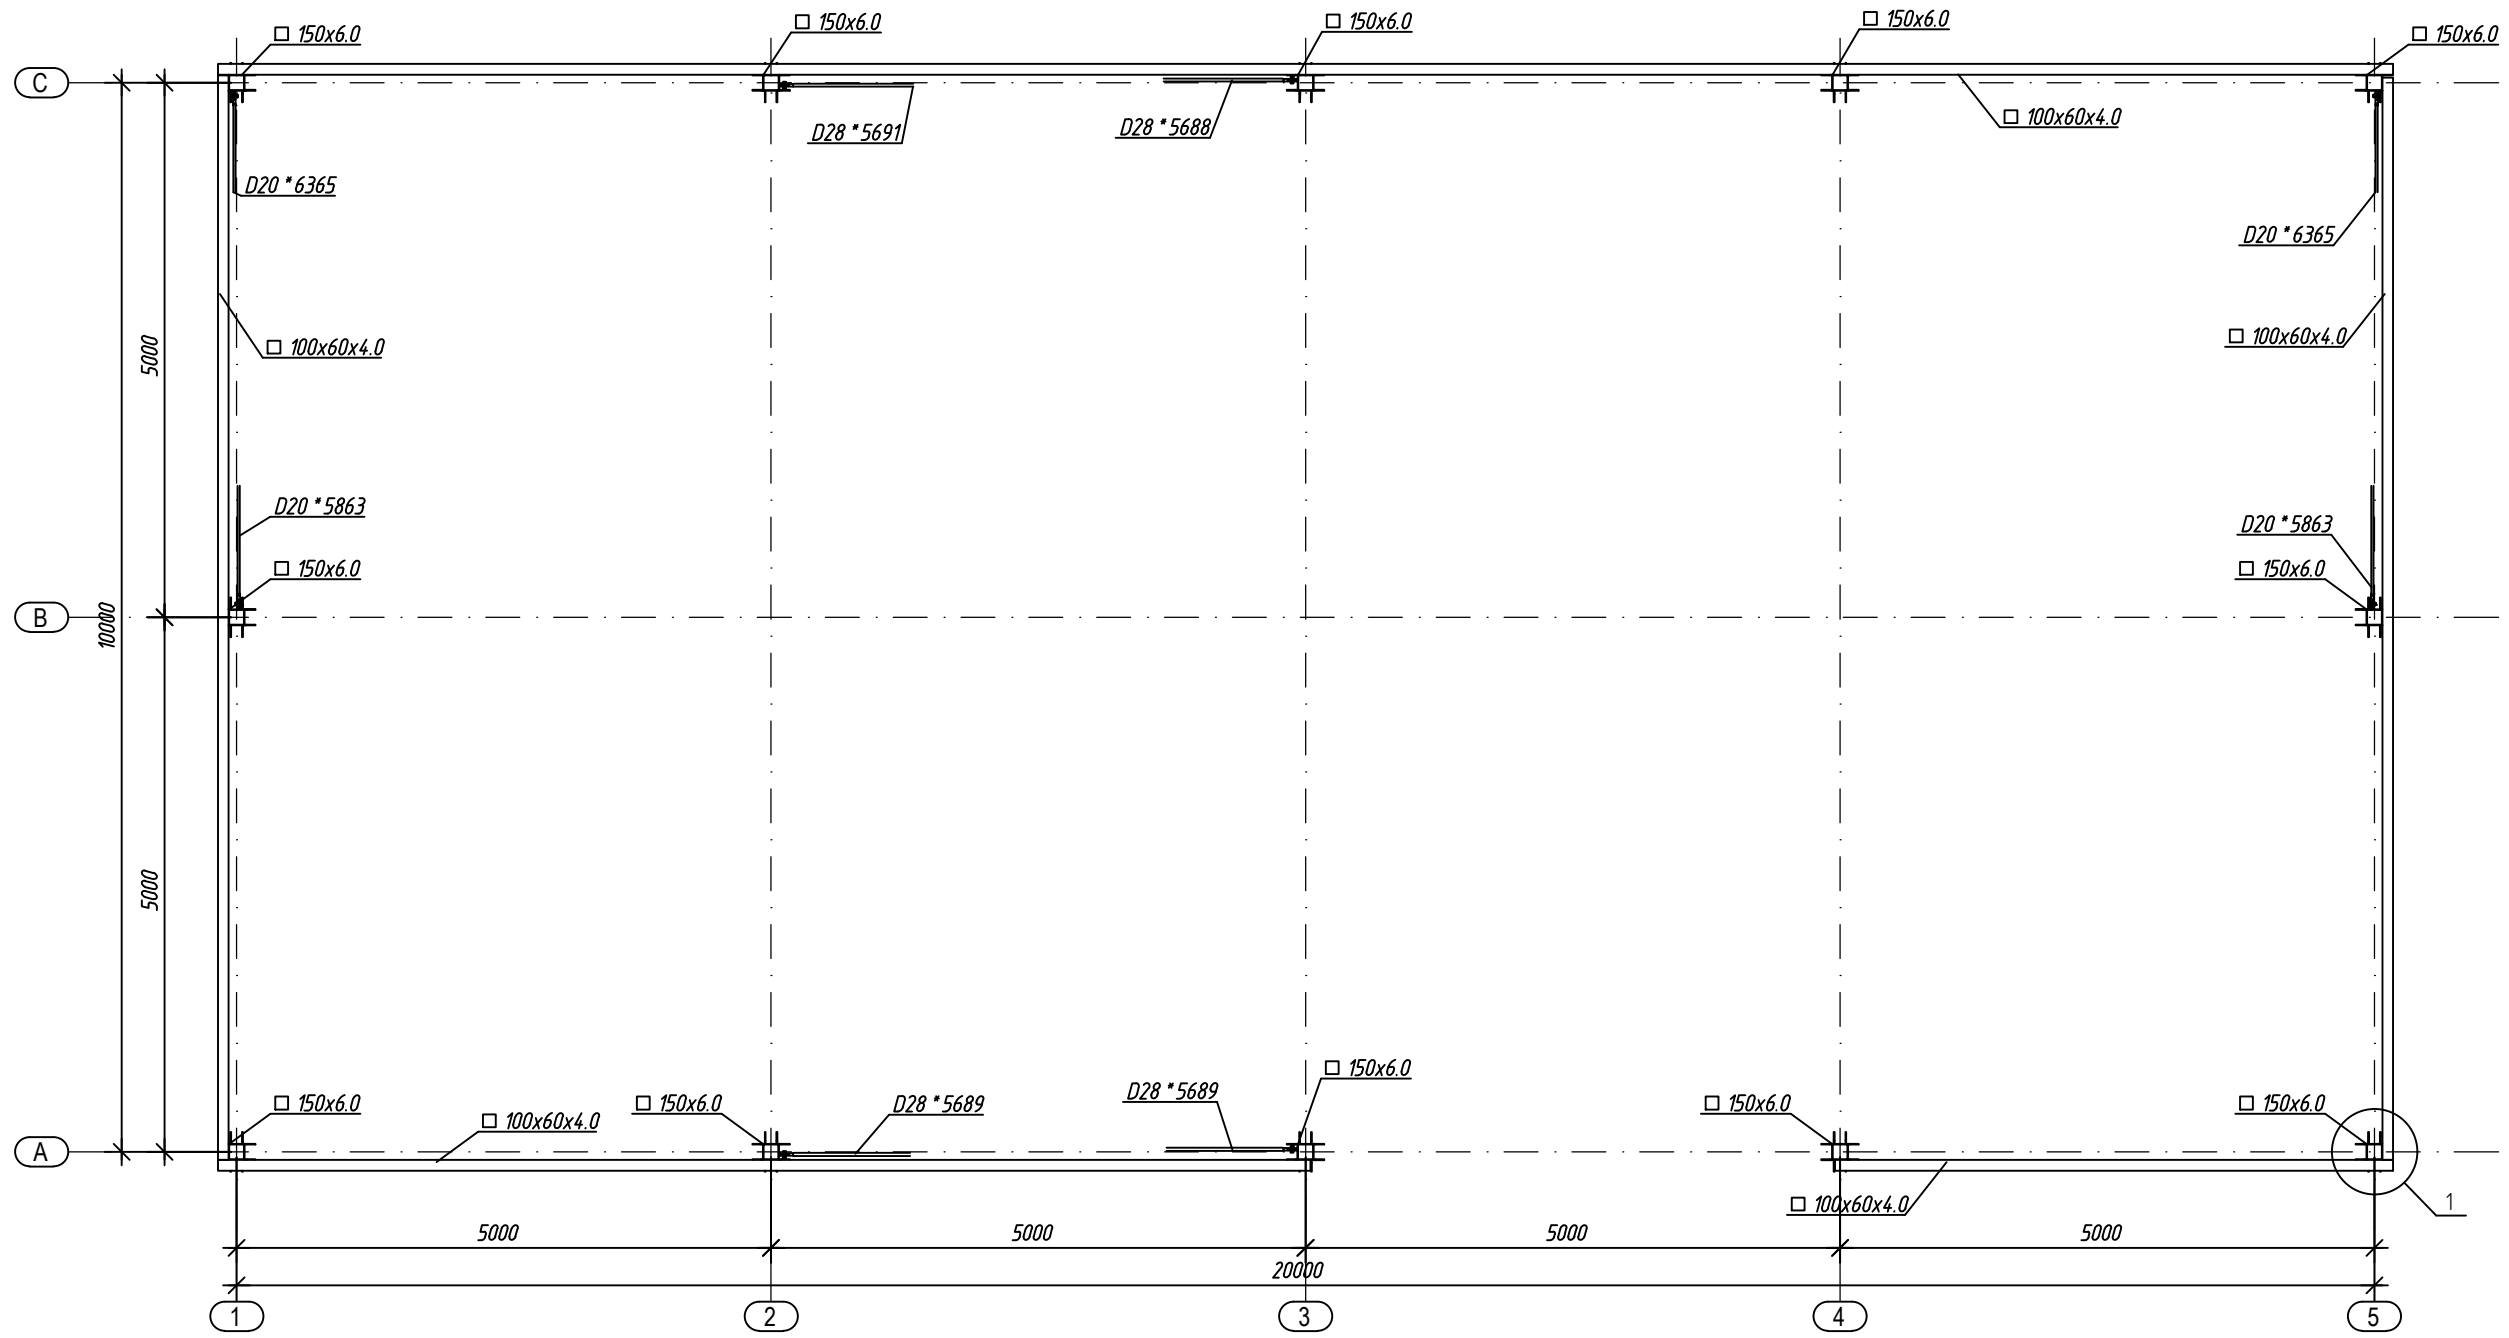 □ 150x6.0
□ 150x6.0
□ 150x6.0
□ 150x6.0
□ 150x6.0
C
D28 * 5691
D28 * 5688
□ 100x60x4.0
D20 * 6365
D20 * 6365
5000
□ 100x60x4.0
□ 100x60x4.0
D20 * 5863
D20 * 5863
□ 150x6.0
□ 150x6.0
B
10000
5000
□ 150x6.0
□ 100x60x4.0
□ 150x6.0
D28 * 5689
D28 * 5689
□ 150x6.0
□ 150x6.0
□ 150x6.0
A
□ 100x60x4.0
1
5000
5000
5000
5000
20000
1
2
3
4
5